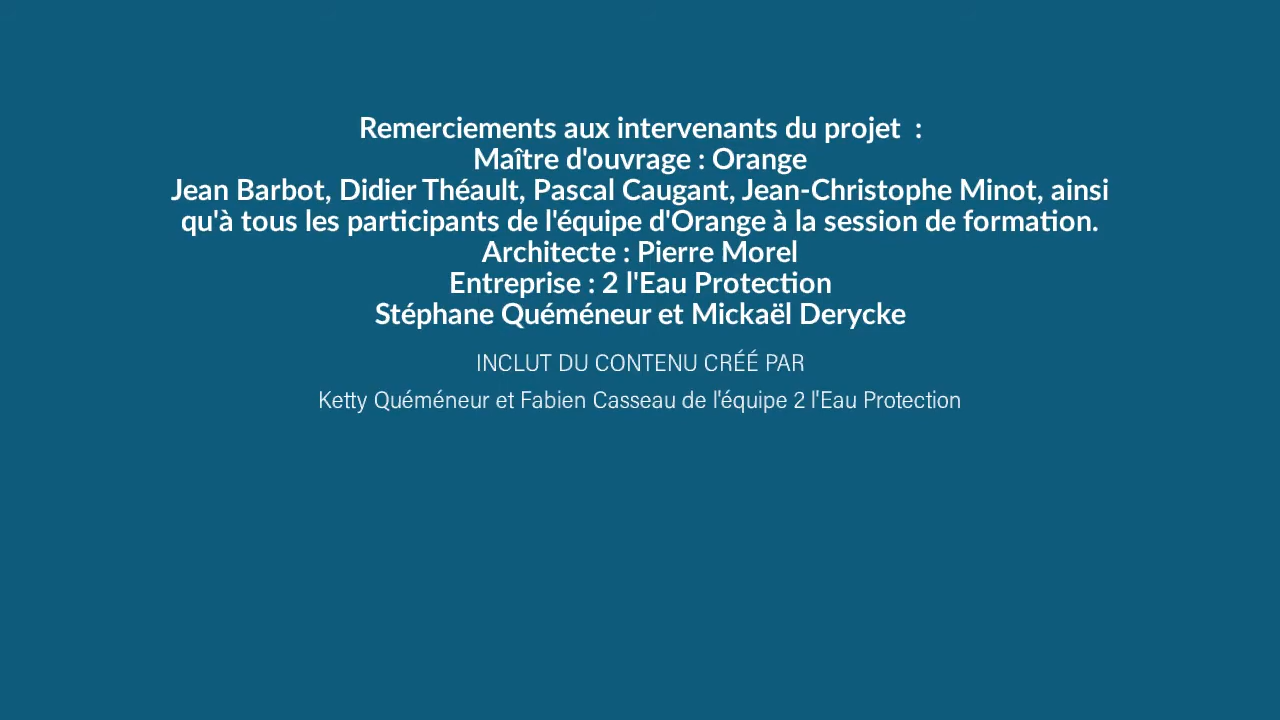 Remerciements aux intervenants du projet  :
Maître d'ouvrage : Orange
Jean Barbot, Didier Théault, Pascal Caugant, Jean-Christophe Minot, ainsi
qu'à tous les participants de l'équipe d'Orange à la session de formation.
Architecte : Pierre Morel
Entreprise : 2 l'Eau Protection
Stéphane Quéméneur et Mickaël Derycke
INCLUT DU CONTENU CRÉÉ PAR
Ketty Quéméneur et Fabien Casseau de l'équipe 2 l'Eau Protection